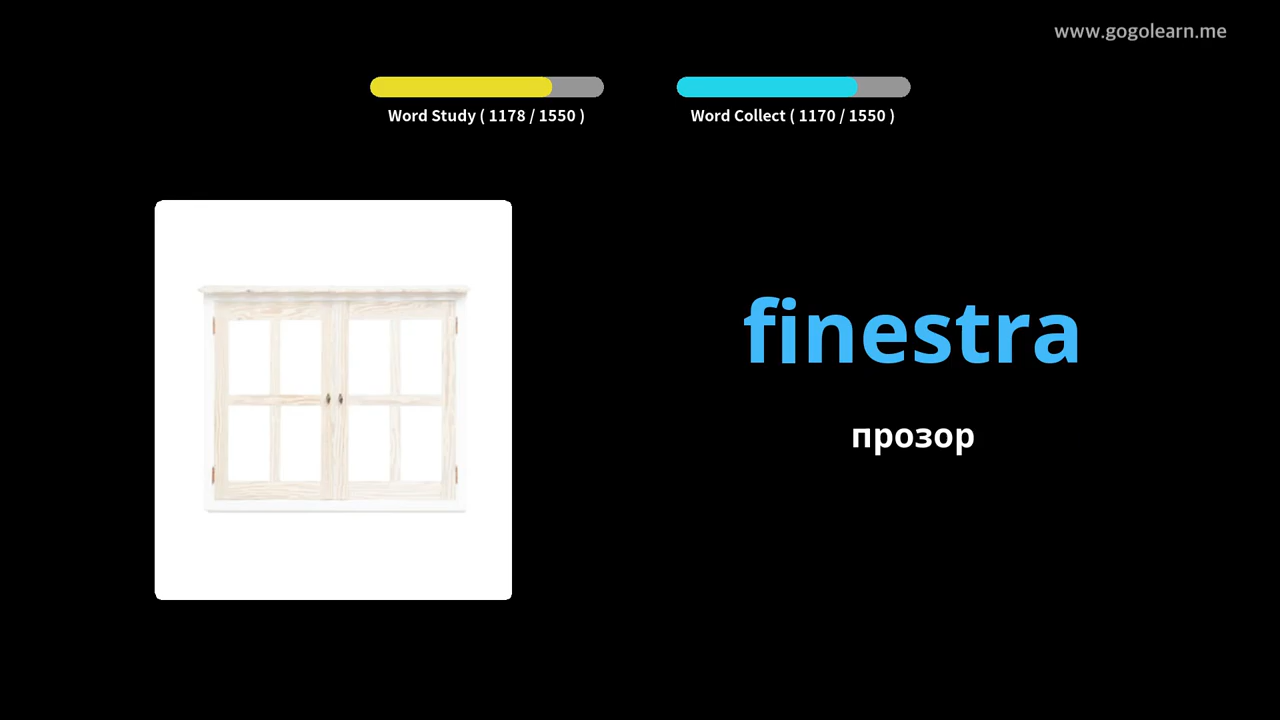 www.gogolearn.me
Word Study ( 1178 / 1550 )
Word Collect ( 1170 / 1550 )
finestra
прозор